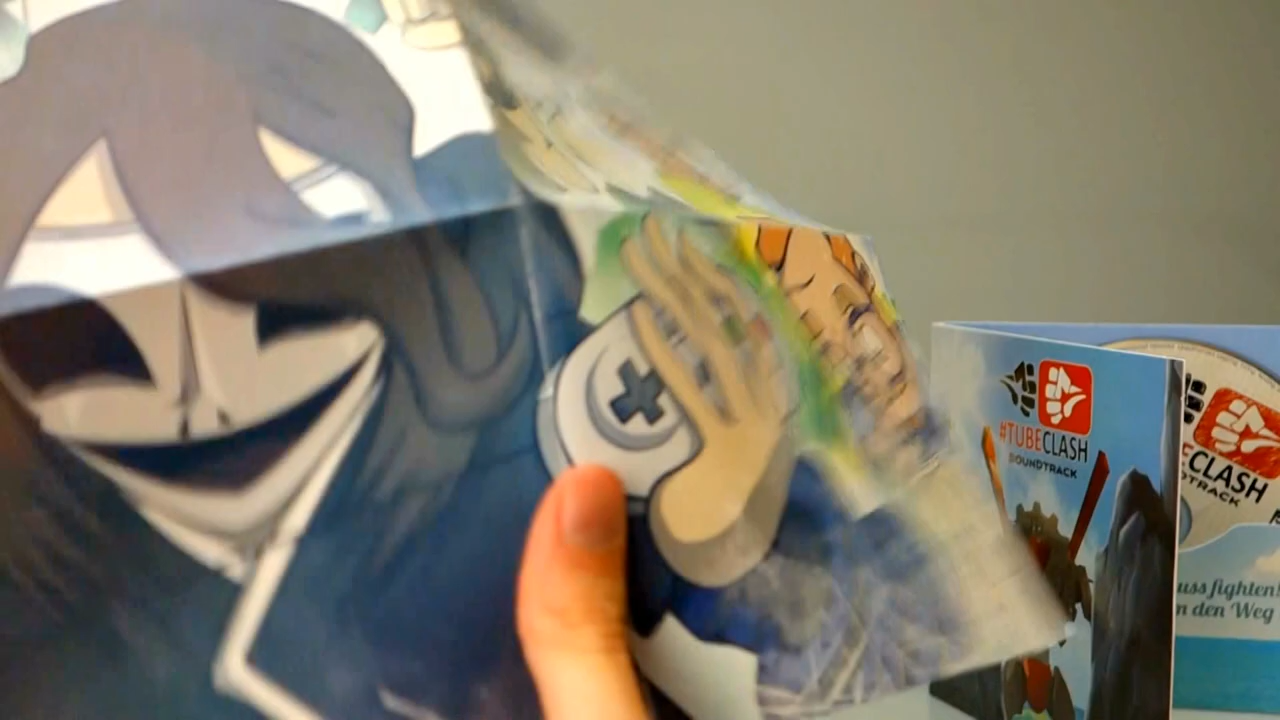 #TUBECLASH
SOUNDTRACK
CLASH
uss fighten!
n den Weg